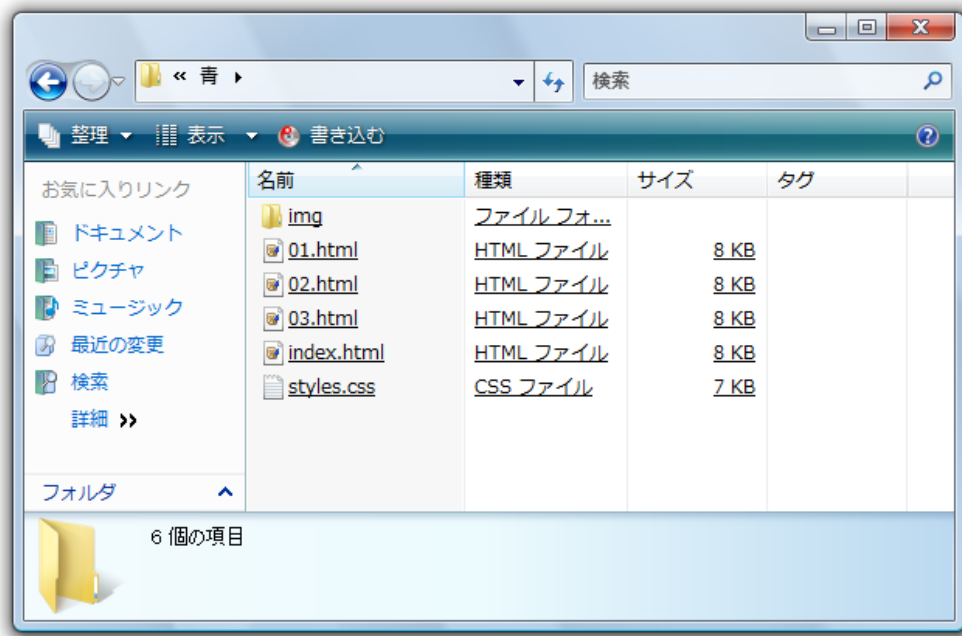 « 青
検索
整理 表示 書き込む
お気に入りリンク
ドキュメント
ピクチャ
ミュージック
最近の変更
検索
詳細 »
フォルダ
名前 種類 サイズ タグ
img ファイル フォ...
01.html HTML ファイル 8 KB
02.html HTML ファイル 8 KB
03.html HTML ファイル 8 KB
index.html HTML ファイル 8 KB
styles.css CSS ファイル 7 KB
6 個の項目